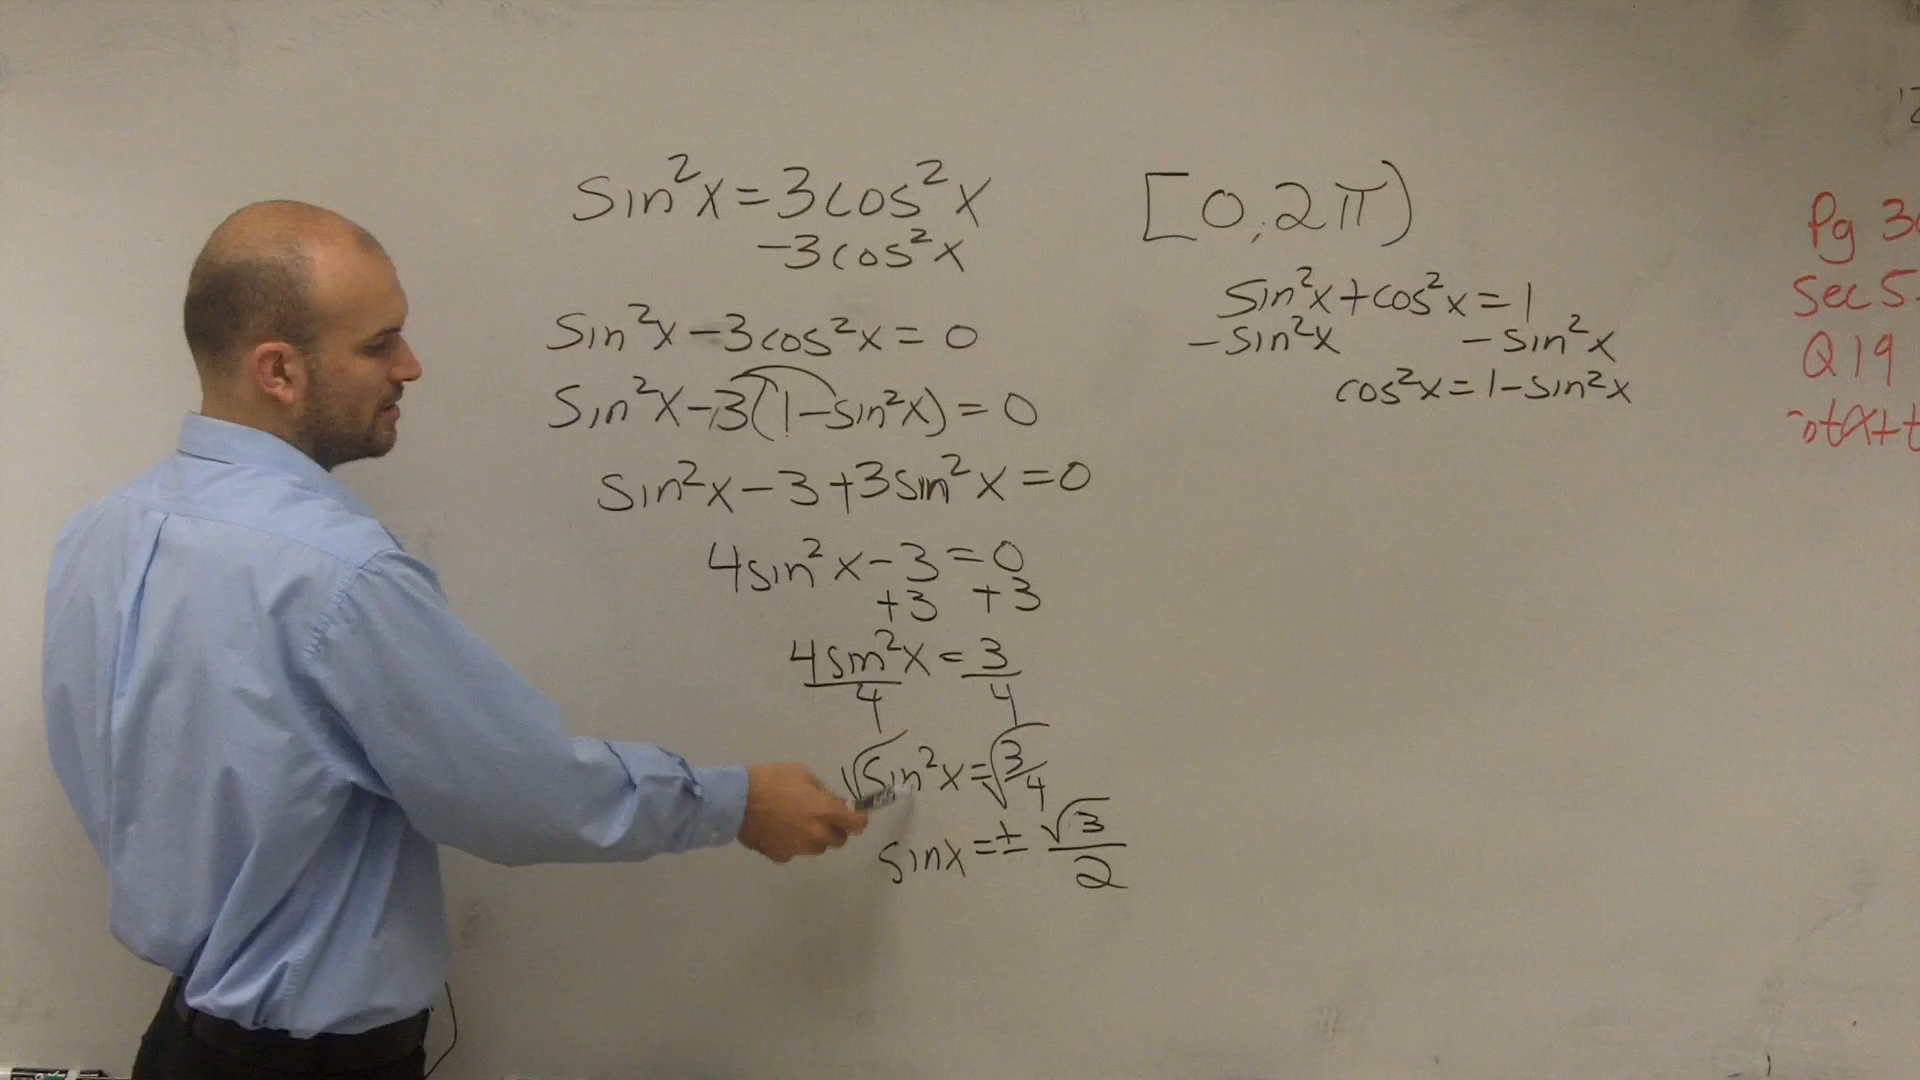 sin²x=3cos²x
-3cos²x
sin²x-3cos²x=0
sin²x-3(1-sin²x)=0
sin²x-3+3sin²x=0
4sin²x-3=0
+3 +3
4sin²x=3
4 4
√sin²x=√3/4
sinx=±√3/2
[0,2π)
sin²x+cos²x=1
-sin²x -sin²x
cos²x=1-sin²x
Pg
Sec 5.
Q19